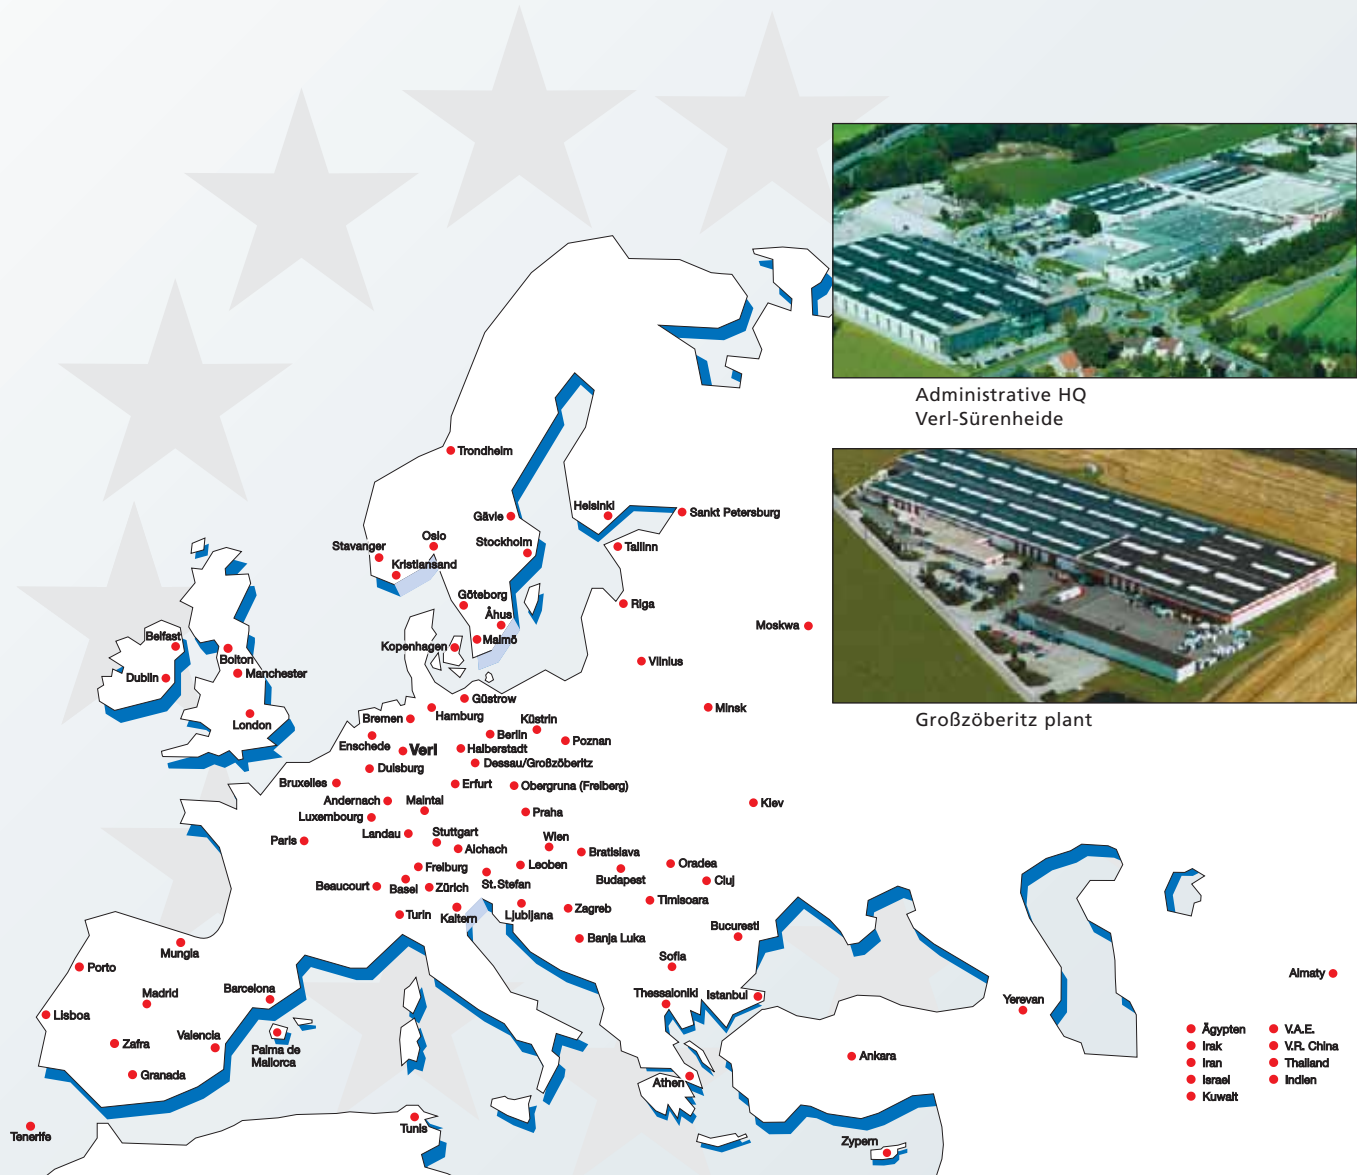 Administrative HQ
Verl-Sürenheide
Trondheim
Großzöberitz plant
Helsinki
Sankt Petersburg
Gävle
Oslo
Stockholm
Stavanger
Tallinn
Kristiansand
Göteborg
Riga
Åhus
Moskwa
Belfast
Malmö
Kopenhagen
Bolton
Vilnius
Manchester
Dublin
Güstrow
Minsk
Hamburg
Bremen
Küstrin
London
Berlin
Poznan
Enschede
Verl
Halberstadt
Dessau/Großzöberitz
Duisburg
Bruxelles
Erfurt
Obergruna (Freiberg)
Andernach
Maintal
Kiev
Luxembourg
Praha
Landau
Stuttgart
Paris
Wien
Aichach
Bratislava
Freiburg
Leoben
Oradea
Budapest
Cluj
Beaucourt
Basel
Zürich
St. Stefan
Timisoara
Turin
Kaltern
Ljubljana
Zagreb
Bucuresti
Banja Luka
Mungia
Sofia
Porto
Almaty
Madrid
Barcelona
Thessaloniki
Istanbul
Yerevan
Lisboa
Valencia
Zafra
Palma de
Mallorca
Ankara
Granada
Athen
Ägypten
Irak
Iran
Israel
Kuwait
V.A.E.
V.R. China
Thailand
Indien
Tenerife
Tunis
Zypern